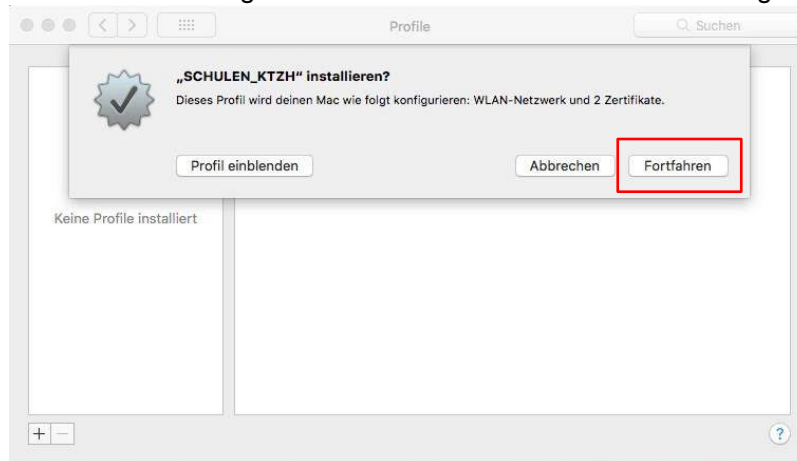 Profile
Suchen
„SCHULEN_KTZH“ installieren?
Dieses Profil wird deinen Mac wie folgt konfigurieren: WLAN-Netzwerk und 2 Zertifikate.
Profil einblenden Abbrechen Fortfahren
Keine Profile installiert
+ − ?